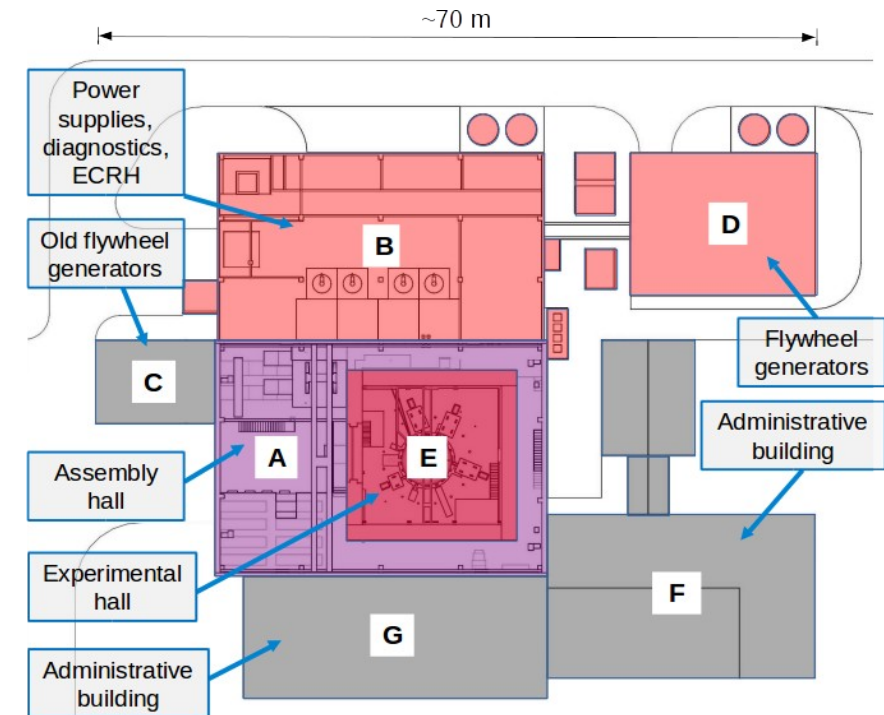 ~70 m
Power
supplies,
diagnostics,
ECRH
B
D
Old flywheel
generators
Flywheel
generators
C
Administrative
building
A
E
Assembly
hall
Experimental
hall
F
G
Administrative
building